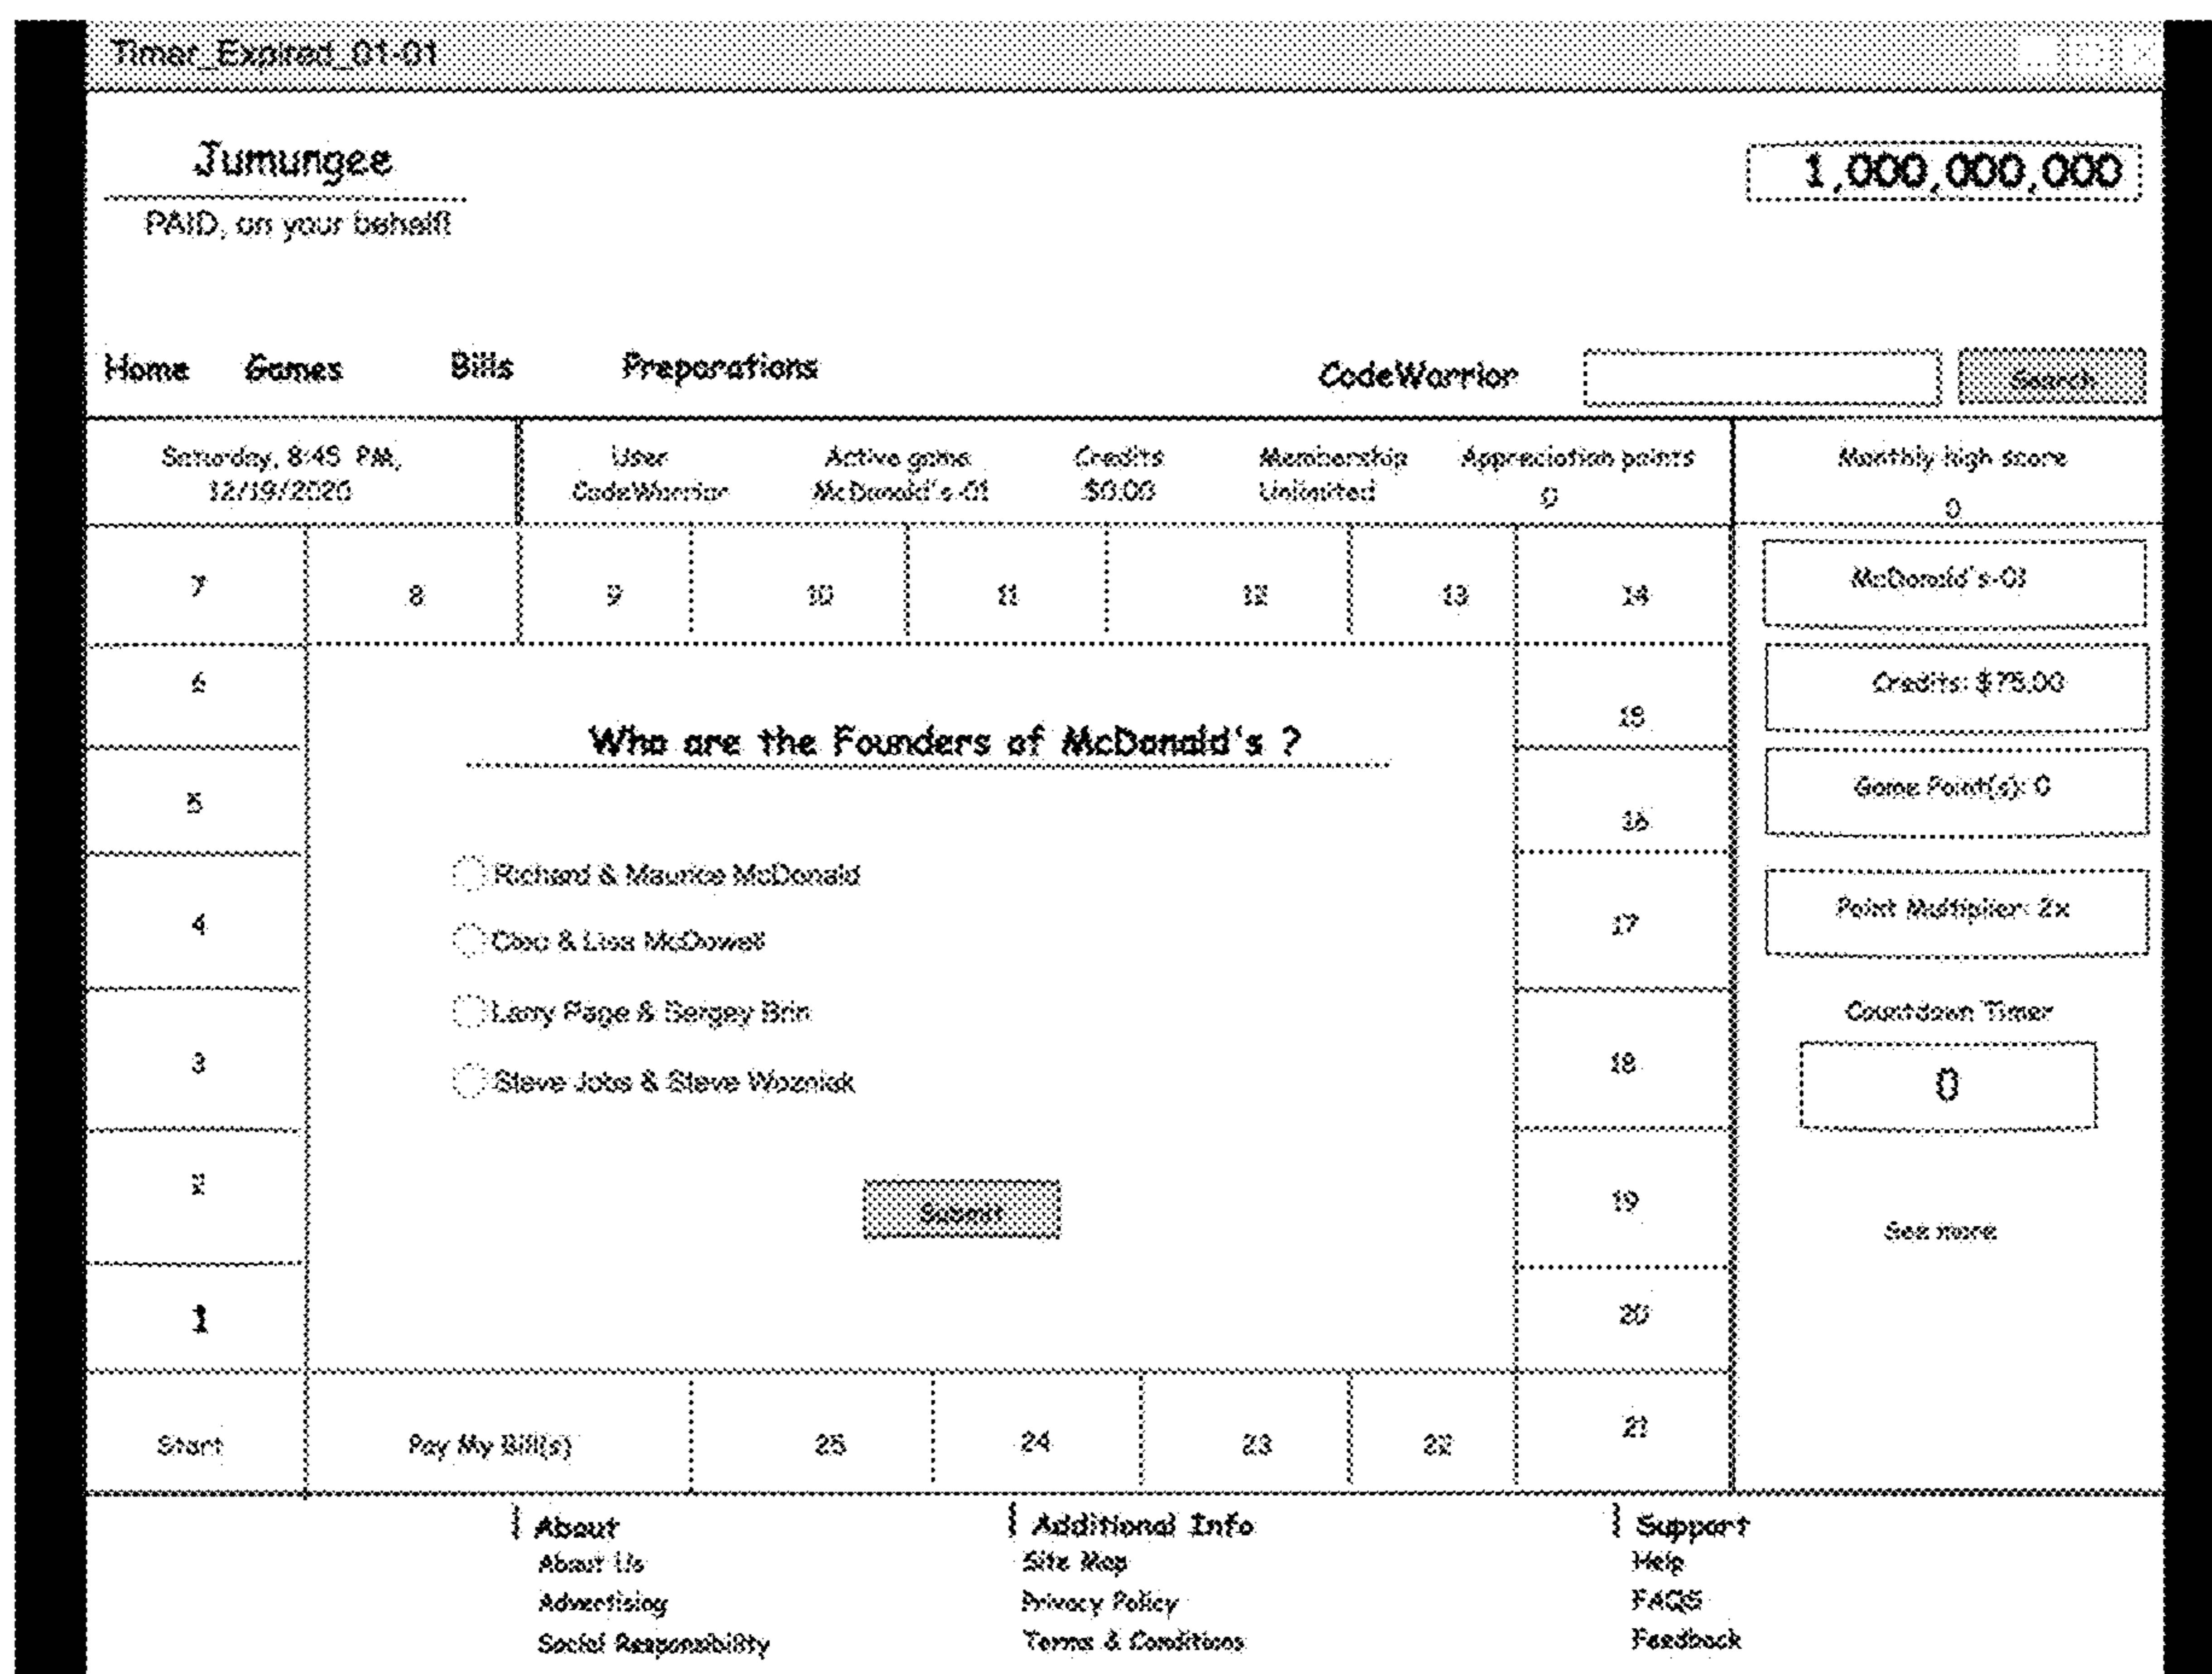 Timer_Expired_01-01
Jumungee
1,000,000,000
PAID, on your behalf!
Home Games Bills Preparations CodeWarrior Search
Saturday, 8:45 PM, User Active game Credits Membership Appreciation points Monthly high score
12/19/2020 CodeWarrior McDonald's-01 $0.00 Unlimited 0 0
7 8 9 10 11 12 13 14 McDonald's-01
6 15 Credits: $75.00
Who are the Founders of McDonald's ?
5 16 Game Point(s): 0
Richard & Maurice McDonald
4 17 Point Multiplier: 2x
Cleo & Lisa McDowell
Larry Page & Sergey Brin Countdown Timer
3 18 0
Steve Jobs & Steve Wozniak
2 19
Submit See more
1 20
Start Pay My Bill(s) 25 24 23 22 21
About Additional Info Support
About Us Site Map Help
Advertising Privacy Policy FAQS
Social Responsibility Terms & Conditions Feedback